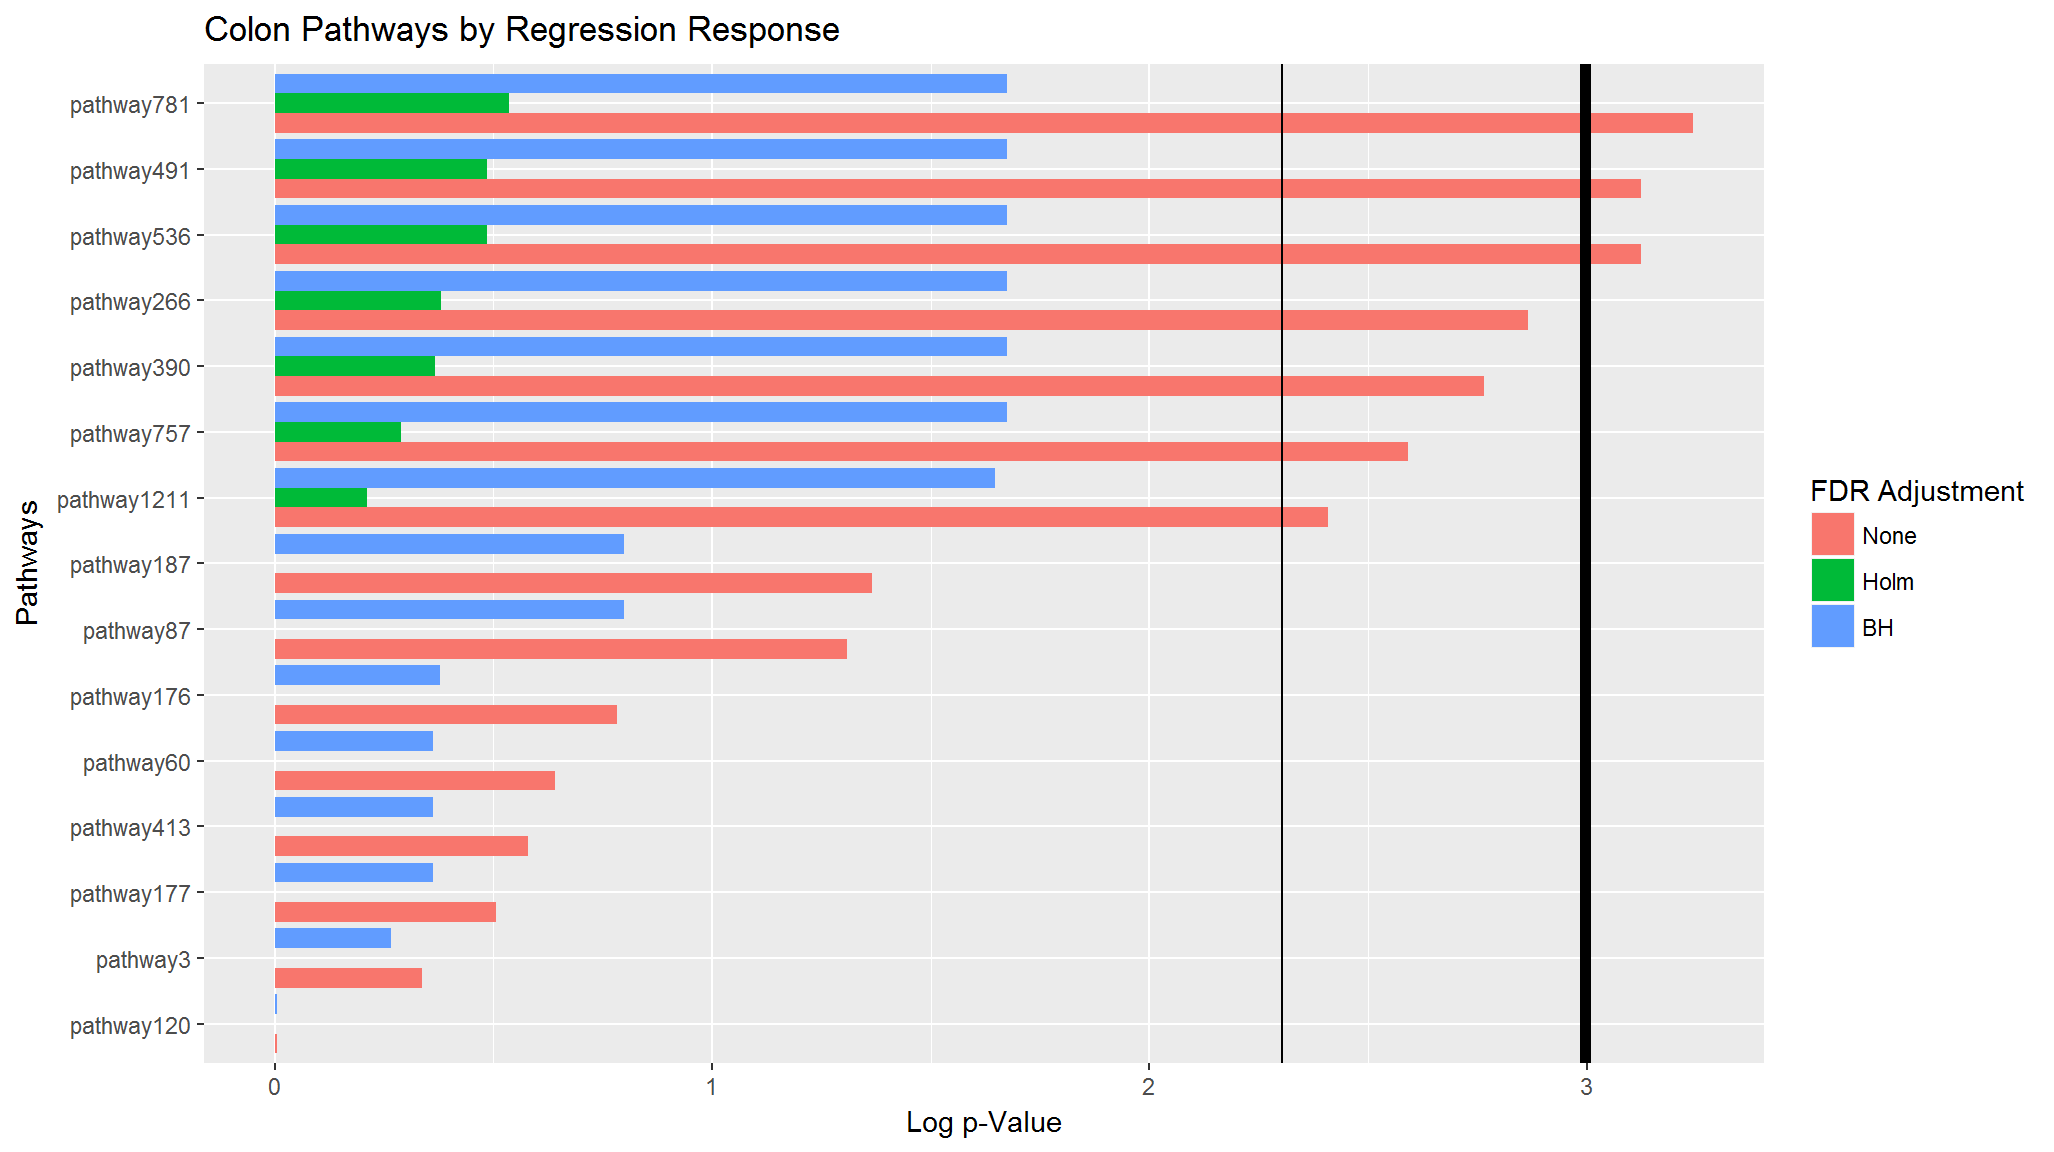 Colon Pathways by Regression Response
Pathways
pathway781
pathway491
pathway536
pathway266
pathway390
pathway757
pathway1211
pathway187
pathway87
pathway176
pathway60
pathway413
pathway177
pathway3
pathway120
0 1 2 3
Log p-Value
FDR Adjustment
None
Holm
BH